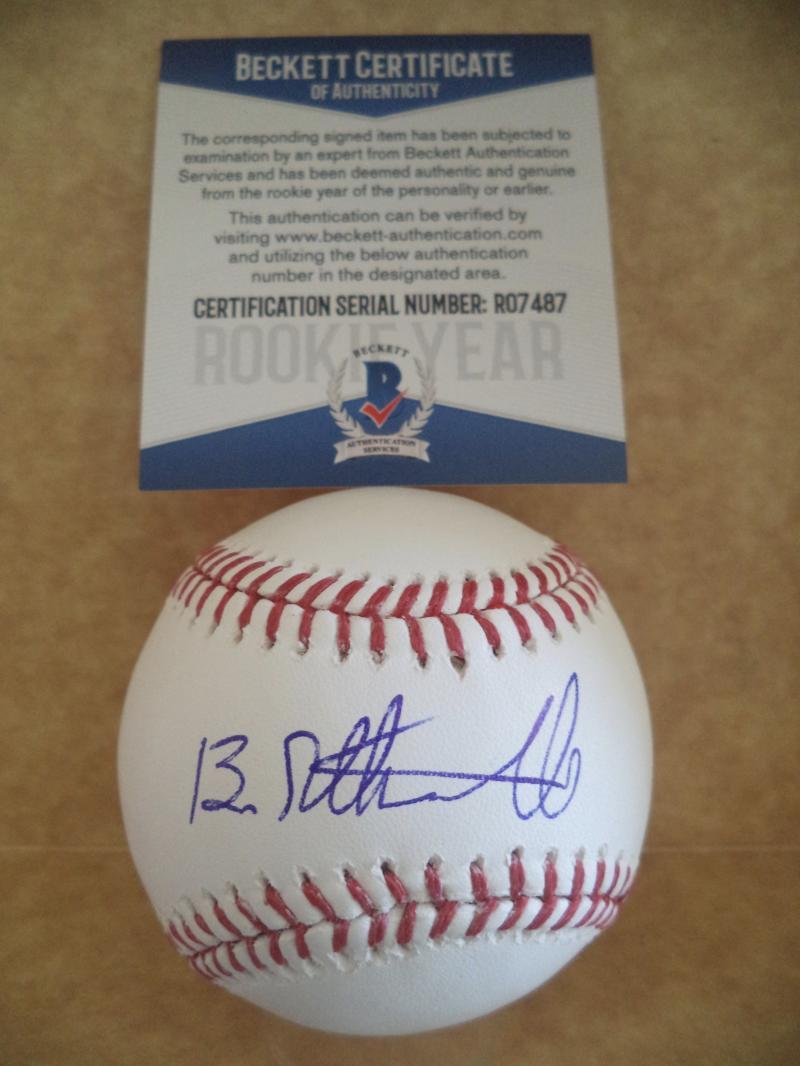 BECKETT CERTIFICATE
OF AUTHENTICITY
The corresponding signed item has been subjected to
examination by an expert from Beckett Authentication
Services and has been deemed authentic and genuine
from the rookie year of the personality or earlier.
This authentication can be verified by
visiting www.beckett-authentication.com
and utilizing the below authentication
number in the designated area.
CERTIFICATION SERIAL NUMBER: R07487
ROOKIE YEAR
BECKETT
B
AUTHENTICATION
SERVICES
B.